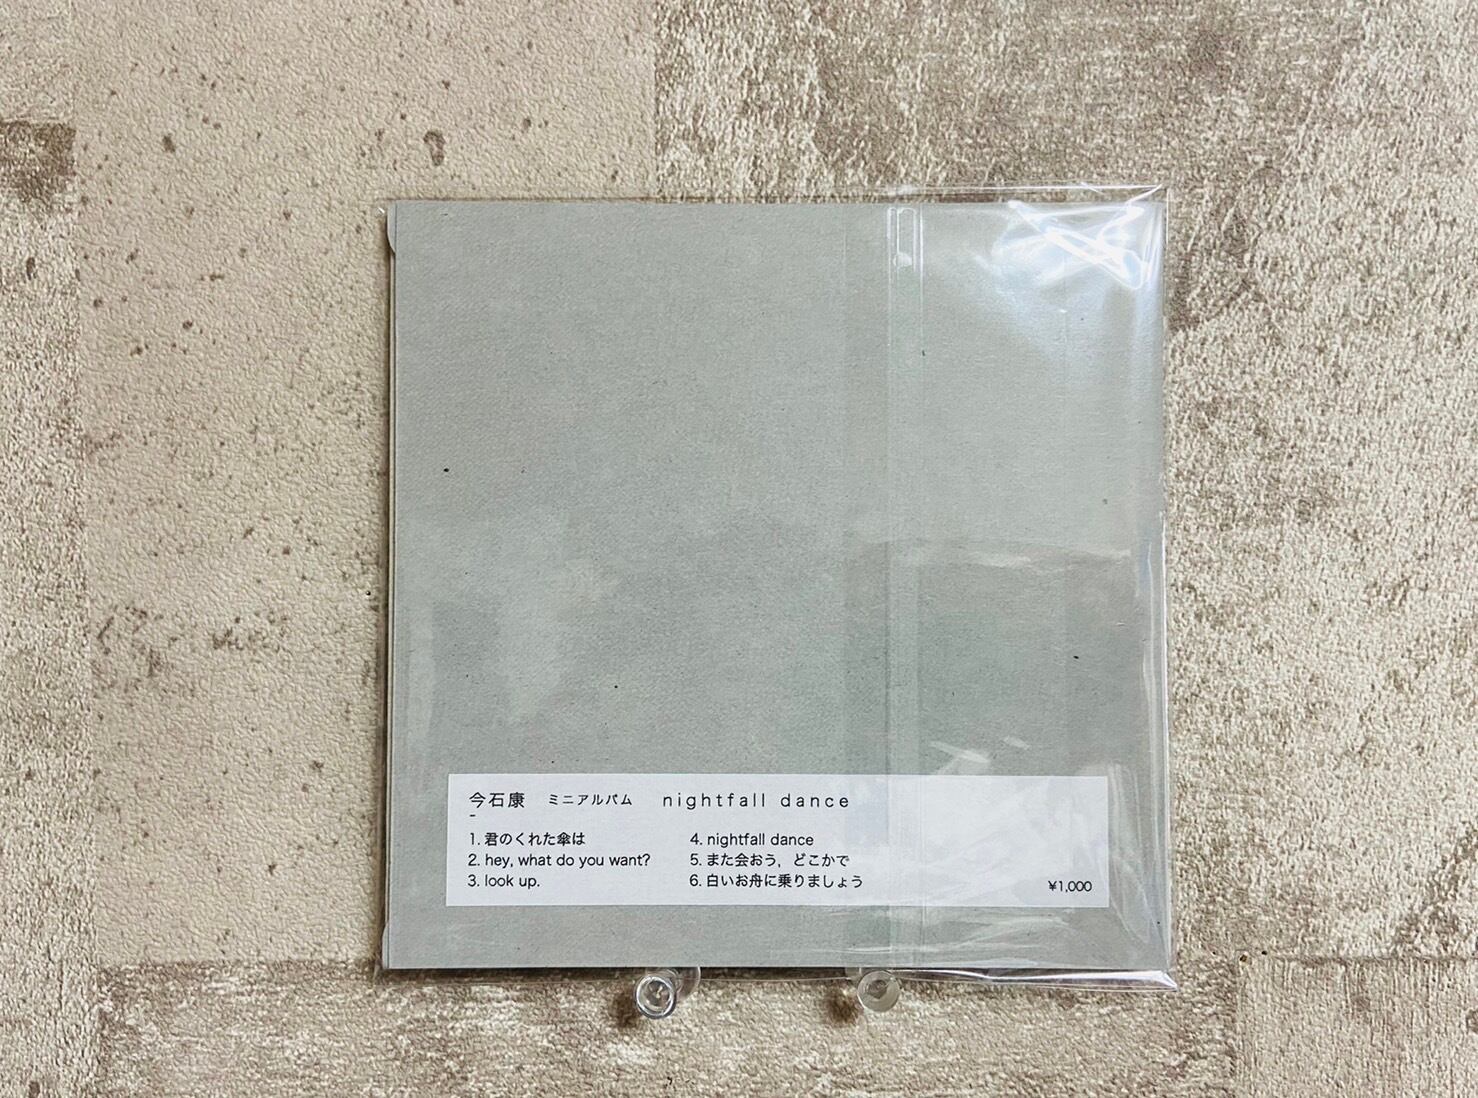 今石康 ミニアルバム nightfall dance
-
1. 君のくれた傘は
2. hey, what do you want?
3. look up.
4. nightfall dance
5. また会おう，どこかで
6. 白いお舟に乗りましょう
¥1,000